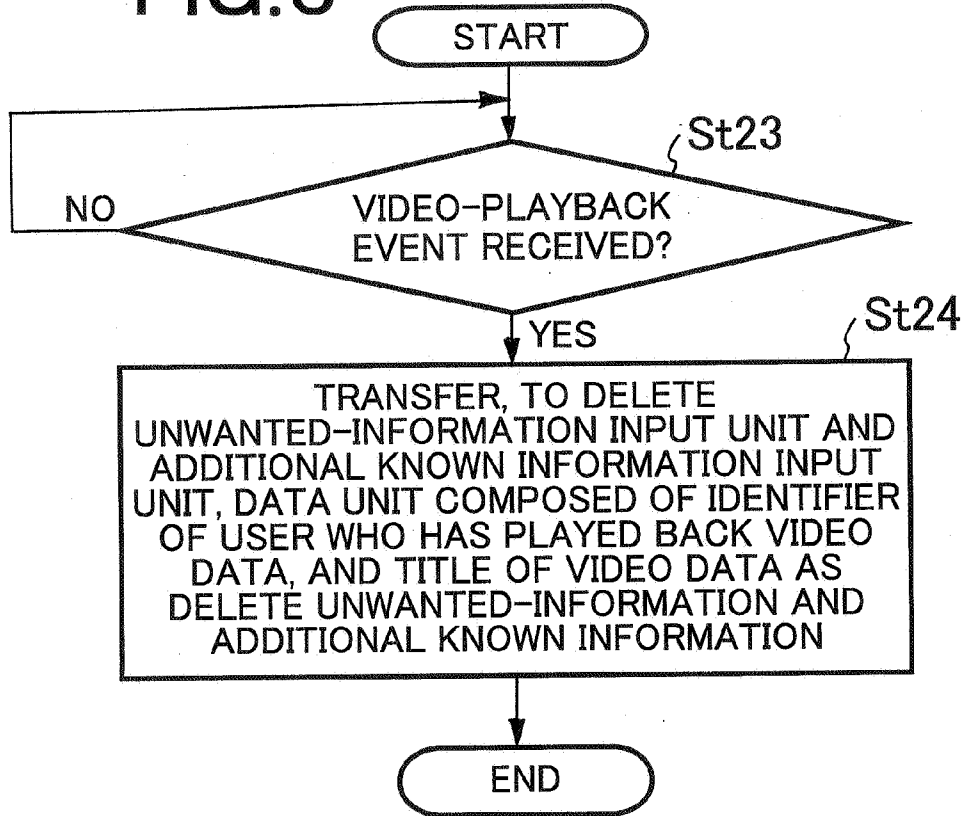 START
St23
NO
VIDEO-PLAYBACK
EVENT RECEIVED?
YES
St24
TRANSFER, TO DELETE
UNWANTED-INFORMATION INPUT UNIT AND
ADDITIONAL KNOWN INFORMATION INPUT
UNIT, DATA UNIT COMPOSED OF IDENTIFIER
OF USER WHO HAS PLAYED BACK VIDEO
DATA, AND TITLE OF VIDEO DATA AS
DELETE UNWANTED-INFORMATION AND
ADDITIONAL KNOWN INFORMATION
END